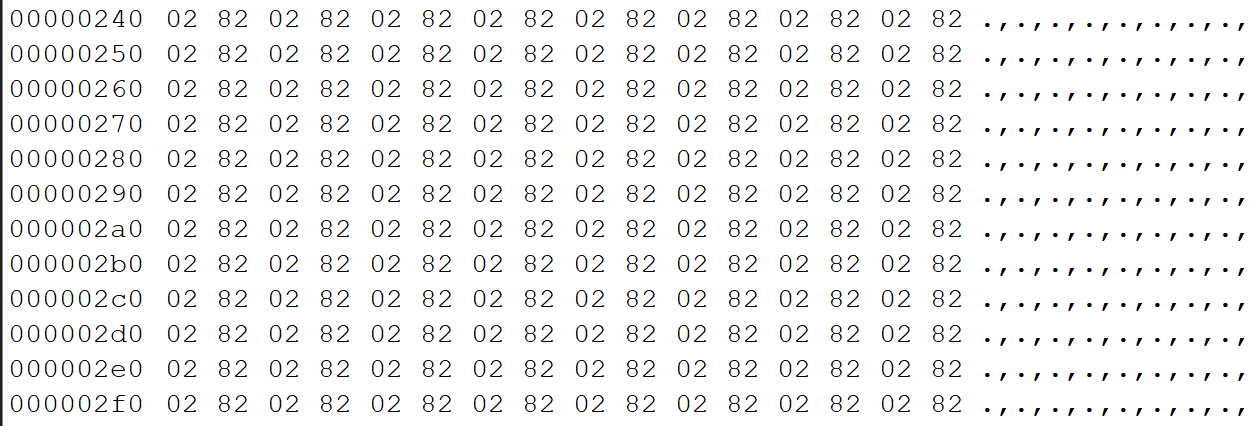 00000240 02 82 02 82 02 82 02 82 02 82 02 82 02 82 02 82 .,.,.,.,.,.,.,.,
00000250 02 82 02 82 02 82 02 82 02 82 02 82 02 82 02 82 .,.,.,.,.,.,.,.,
00000260 02 82 02 82 02 82 02 82 02 82 02 82 02 82 02 82 .,.,.,.,.,.,.,.,
00000270 02 82 02 82 02 82 02 82 02 82 02 82 02 82 02 82 .,.,.,.,.,.,.,.,
00000280 02 82 02 82 02 82 02 82 02 82 02 82 02 82 02 82 .,.,.,.,.,.,.,.,
00000290 02 82 02 82 02 82 02 82 02 82 02 82 02 82 02 82 .,.,.,.,.,.,.,.,
000002a0 02 82 02 82 02 82 02 82 02 82 02 82 02 82 02 82 .,.,.,.,.,.,.,.,
000002b0 02 82 02 82 02 82 02 82 02 82 02 82 02 82 02 82 .,.,.,.,.,.,.,.,
000002c0 02 82 02 82 02 82 02 82 02 82 02 82 02 82 02 82 .,.,.,.,.,.,.,.,
000002d0 02 82 02 82 02 82 02 82 02 82 02 82 02 82 02 82 .,.,.,.,.,.,.,.,
000002e0 02 82 02 82 02 82 02 82 02 82 02 82 02 82 02 82 .,.,.,.,.,.,.,.,
000002f0 02 82 02 82 02 82 02 82 02 82 02 82 02 82 02 82 .,.,.,.,.,.,.,.,